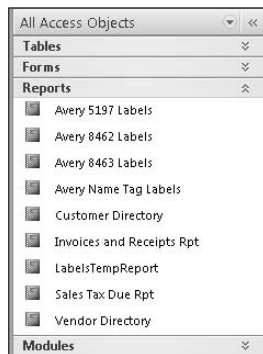 All Access Objects
Tables
Forms
Reports
Avery 5197 Labels
Avery 8462 Labels
Avery 8463 Labels
Avery Name Tag Labels
Customer Directory
Invoices and Receipts Rpt
LabelsTempReport
Sales Tax Due Rpt
Vendor Directory
Modules